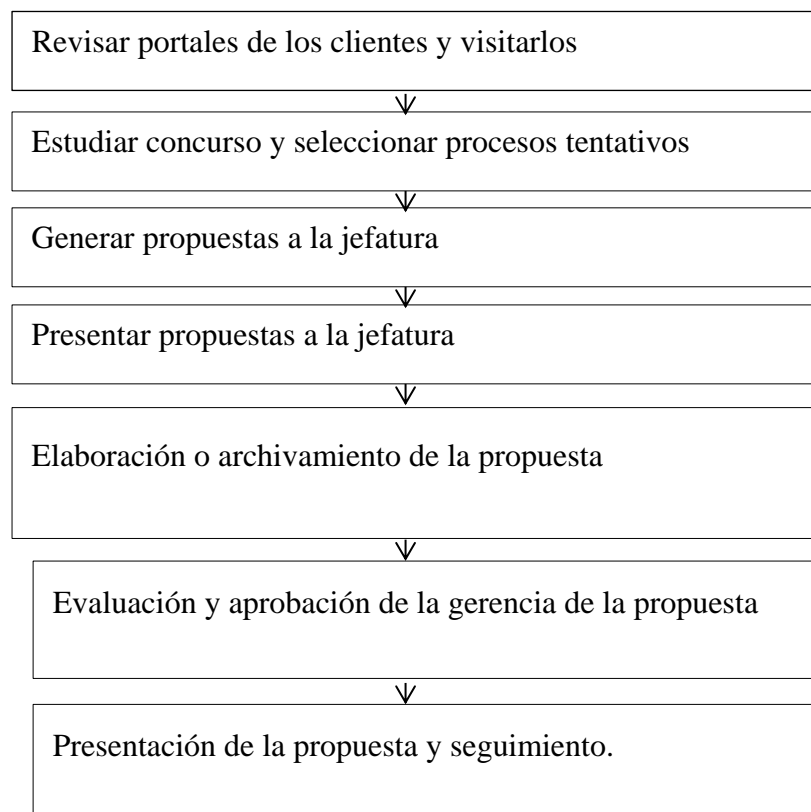 Revisar portales de los clientes y visitarlos
Estudiar concurso y seleccionar procesos tentativos
Generar propuestas a la jefatura
Presentar propuestas a la jefatura
Elaboración o archivamiento de la propuesta
Evaluación y aprobación de la gerencia de la propuesta
Presentación de la propuesta y seguimiento.